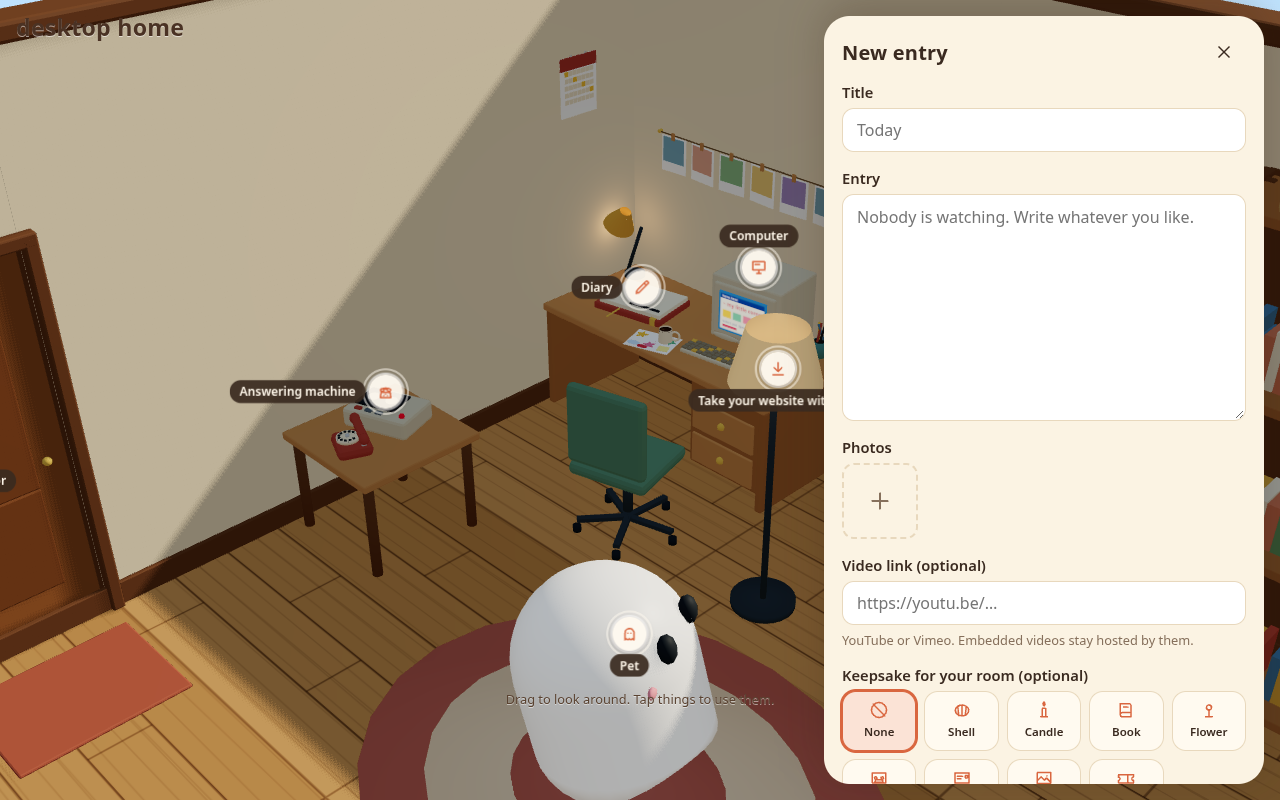 desktop home
New entry
Title
Today
Entry
Nobody is watching. Write whatever you like.
Computer
Diary
Answering machine
Take your website wit
Photos
Video link (optional)
https://youtu.be/...
YouTube or Vimeo. Embedded videos stay hosted by them.
Pet
Drag to look around. Tap things to use them.
Keepsake for your room (optional)
None
Shell
Candle
Book
Flower